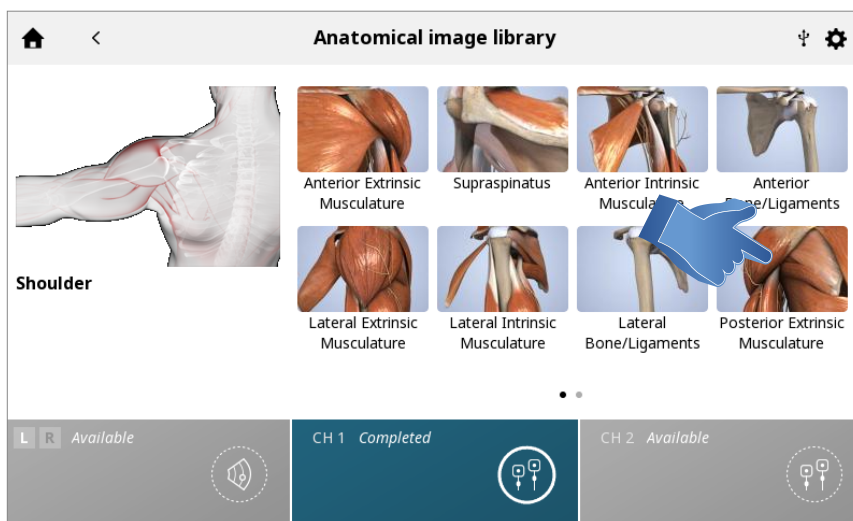 Anatomical image library
Anterior Extrinsic
Musculature
Supraspinatus
Anterior Intrinsic
Anterior
Bone/Ligaments
Shoulder
Lateral Extrinsic
Musculature
Lateral Intrinsic
Musculature
Lateral
Bone/Ligaments
Posterior Extrinsic
Musculature
L R Available
CH 1 Completed
CH 2 Available